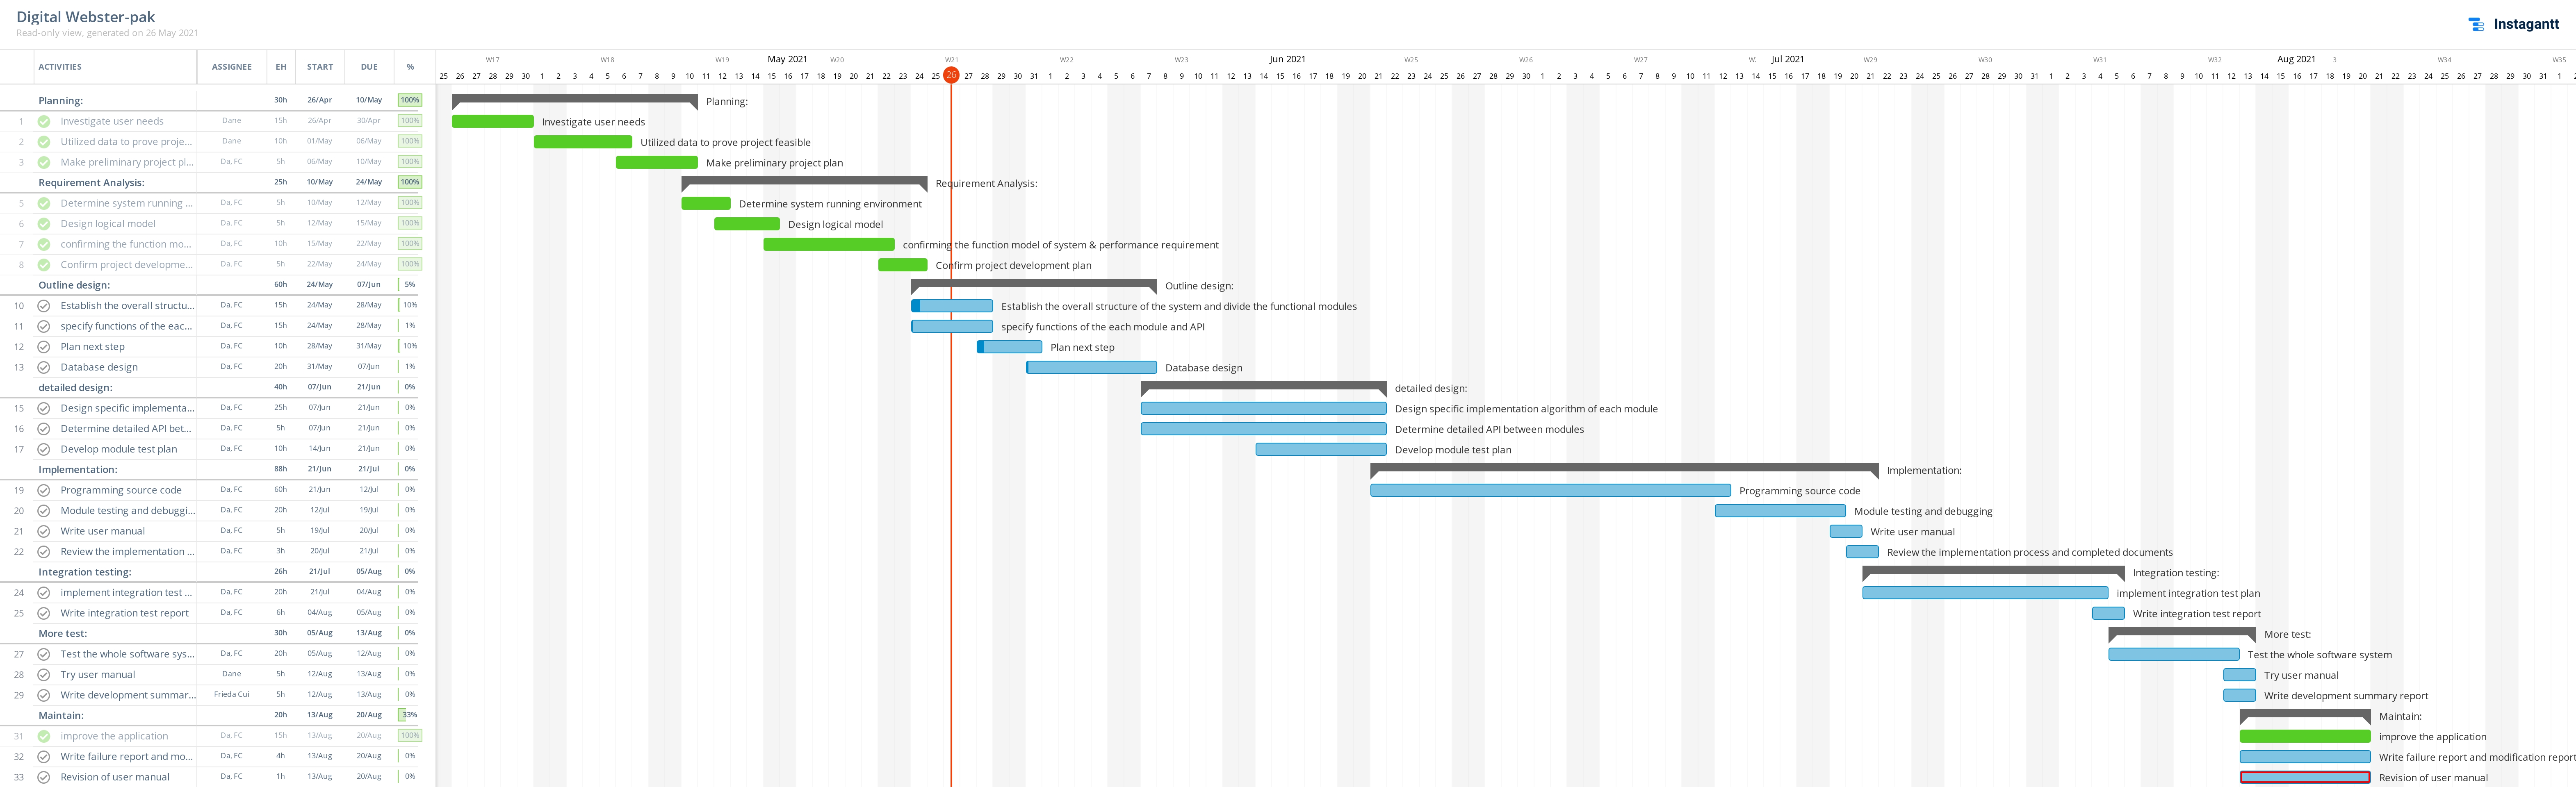 Digital Webster-pak
Read-only view, generated on 26 May 2021
Instagantt
ACTIVITIES ASSIGNEE EH START DUE %
W17 W18 W19 May 2021 W20 W21 W22 W23 Jun 2021 W25 W26 W27 W. Jul 2021 W29 W30 W31 W32 Aug 2021 3 W34 W35
25 26 27 28 29 30 1 2 3 4 5 6 7 8 9 10 11 12 13 14 15 16 17 18 19 20 21 22 23 24 25 26 27 28 29 30 31 1 2 3 4 5 6 7 8 9 10 11 12 13 14 15 16 17 18 19 20 21 22 23 24 25 26 27 28 29 30 1 2 3 4 5 6 7 8 9 10 11 12 13 14 15 16 17 18 19 20 21 22 23 24 25 26 27 28 29 30 31 1 2 3 4 5 6 7 8 9 10 11 12 13 14 15 16 17 18 19 20 21 22 23 24 25 26 27 28 29 30 31 1 2
Planning: 30h 26/Apr 10/May 100% Planning:
1 Investigate user needs Dane 15h 26/Apr 30/Apr 100% Investigate user needs
2 Utilized data to prove proje... Dane 10h 01/May 06/May 100% Utilized data to prove project feasible
3 Make preliminary project pl... Da, FC 5h 06/May 10/May 100% Make preliminary project plan
Requirement Analysis: 25h 10/May 24/May 100% Requirement Analysis:
5 Determine system running ... Da, FC 5h 10/May 12/May 100% Determine system running environment
6 Design logical model Da, FC 5h 12/May 15/May 100% Design logical model
7 confirming the function mo... Da, FC 10h 15/May 22/May 100% confirming the function model of system & performance requirement
8 Confirm project developme... Da, FC 5h 22/May 24/May 100% Confirm project development plan
Outline design: 60h 24/May 07/Jun 5% Outline design:
10 Establish the overall structu... Da, FC 15h 24/May 28/May 10% Establish the overall structure of the system and divide the functional modules
11 specify functions of the eac... Da, FC 15h 24/May 28/May 1% specify functions of the each module and API
12 Plan next step Da, FC 10h 28/May 31/May 10% Plan next step
13 Database design Da, FC 20h 31/May 07/Jun 1% Database design
detailed design: 40h 07/Jun 21/Jun 0% detailed design:
15 Design specific implementa... Da, FC 25h 07/Jun 21/Jun 0% Design specific implementation algorithm of each module
16 Determine detailed API bet... Da, FC 5h 07/Jun 21/Jun 0% Determine detailed API between modules
17 Develop module test plan Da, FC 10h 14/Jun 21/Jun 0% Develop module test plan
Implementation: 88h 21/Jun 21/Jul 0% Implementation:
19 Programming source code Da, FC 60h 21/Jun 12/Jul 0% Programming source code
20 Module testing and debuggi... Da, FC 20h 12/Jul 19/Jul 0% Module testing and debugging
21 Write user manual Da, FC 5h 19/Jul 20/Jul 0% Write user manual
22 Review the implementation ... Da, FC 3h 20/Jul 21/Jul 0% Review the implementation process and completed documents
Integration testing: 26h 21/Jul 05/Aug 0% Integration testing:
24 implement integration test ... Da, FC 20h 21/Jul 04/Aug 0% implement integration test plan
25 Write integration test report Da, FC 6h 04/Aug 05/Aug 0% Write integration test report
More test: 30h 05/Aug 13/Aug 0% More test:
27 Test the whole software sys... Da, FC 20h 05/Aug 12/Aug 0% Test the whole software system
28 Try user manual Dane 5h 12/Aug 13/Aug 0% Try user manual
29 Write development summar... Frieda Cui 5h 12/Aug 13/Aug 0% Write development summary report
Maintain: 20h 13/Aug 20/Aug 33% Maintain:
31 improve the application Da, FC 15h 13/Aug 20/Aug 100% improve the application
32 Write failure report and mo... Da, FC 4h 13/Aug 20/Aug 0% Write failure report and modification report
33 Revision of user manual Da, FC 1h 13/Aug 20/Aug 0% Revision of user manual